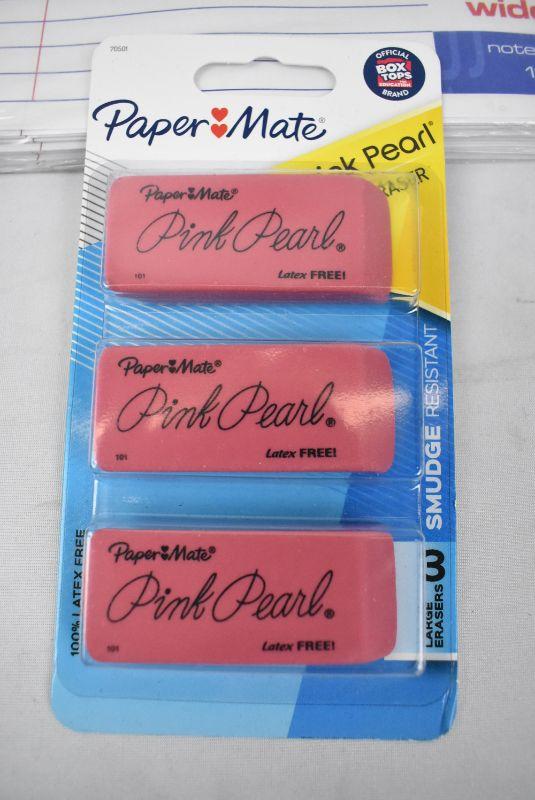 wide
note
1
70501
OFFICIAL
BOX TOPS
FOR EDUCATION
BRAND
Paper Mate®
Pink Pearl®
ERASER
Paper Mate®
Pink Pearl®
101 Latex FREE!
Paper Mate®
Pink Pearl®
101 Latex FREE!
Paper Mate®
Pink Pearl®
101 Latex FREE!
SMUDGE RESISTANT
3 LARGE
ERASERS
100% LATEX FREE